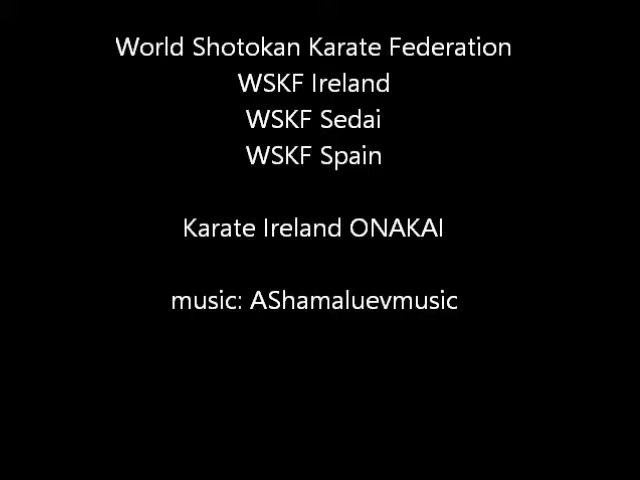 World Shotokan Karate Federation
WSKF Ireland
WSKF Sedai
WSKF Spain
Karate Ireland ONAKAI
music: AShamaluevmusic